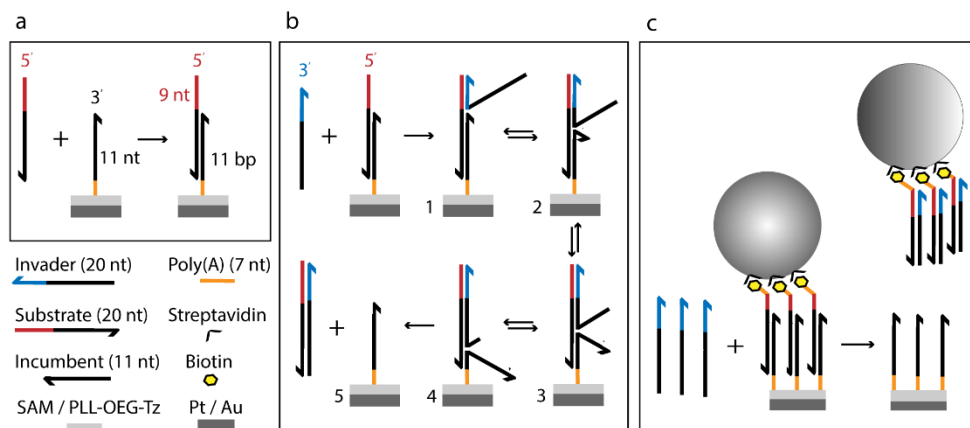 a
5′
3′
5′
9 nt
+
11 nt
11 bp
Invader (20 nt)
Poly(A) (7 nt)
Substrate (20 nt)
Streptavidin
Incumbent (11 nt)
Biotin
SAM / PLL-OEG-Tz
Pt / Au
b
3′
5′
+
1
2
+
5
4
3
c
+